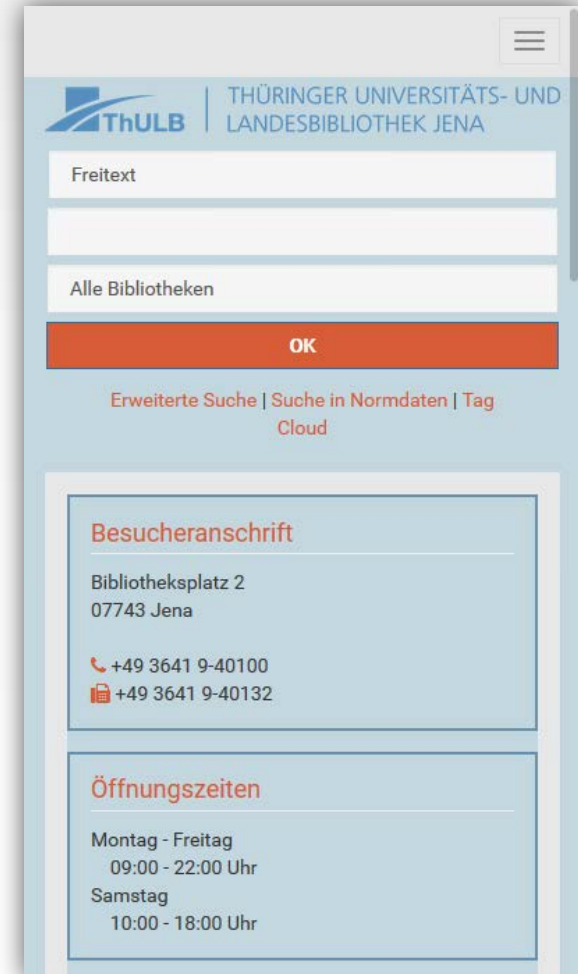 ThULB
THÜRINGER UNIVERSITÄTS- UND
LANDESBIBLIOTHEK JENA
Freitext
Alle Bibliotheken
OK
Erweiterte Suche | Suche in Normdaten | Tag
Cloud
Besucheranschrift
Bibliotheksplatz 2
07743 Jena
+49 3641 9-40100
+49 3641 9-40132
Öffnungszeiten
Montag - Freitag
09:00 - 22:00 Uhr
Samstag
10:00 - 18:00 Uhr